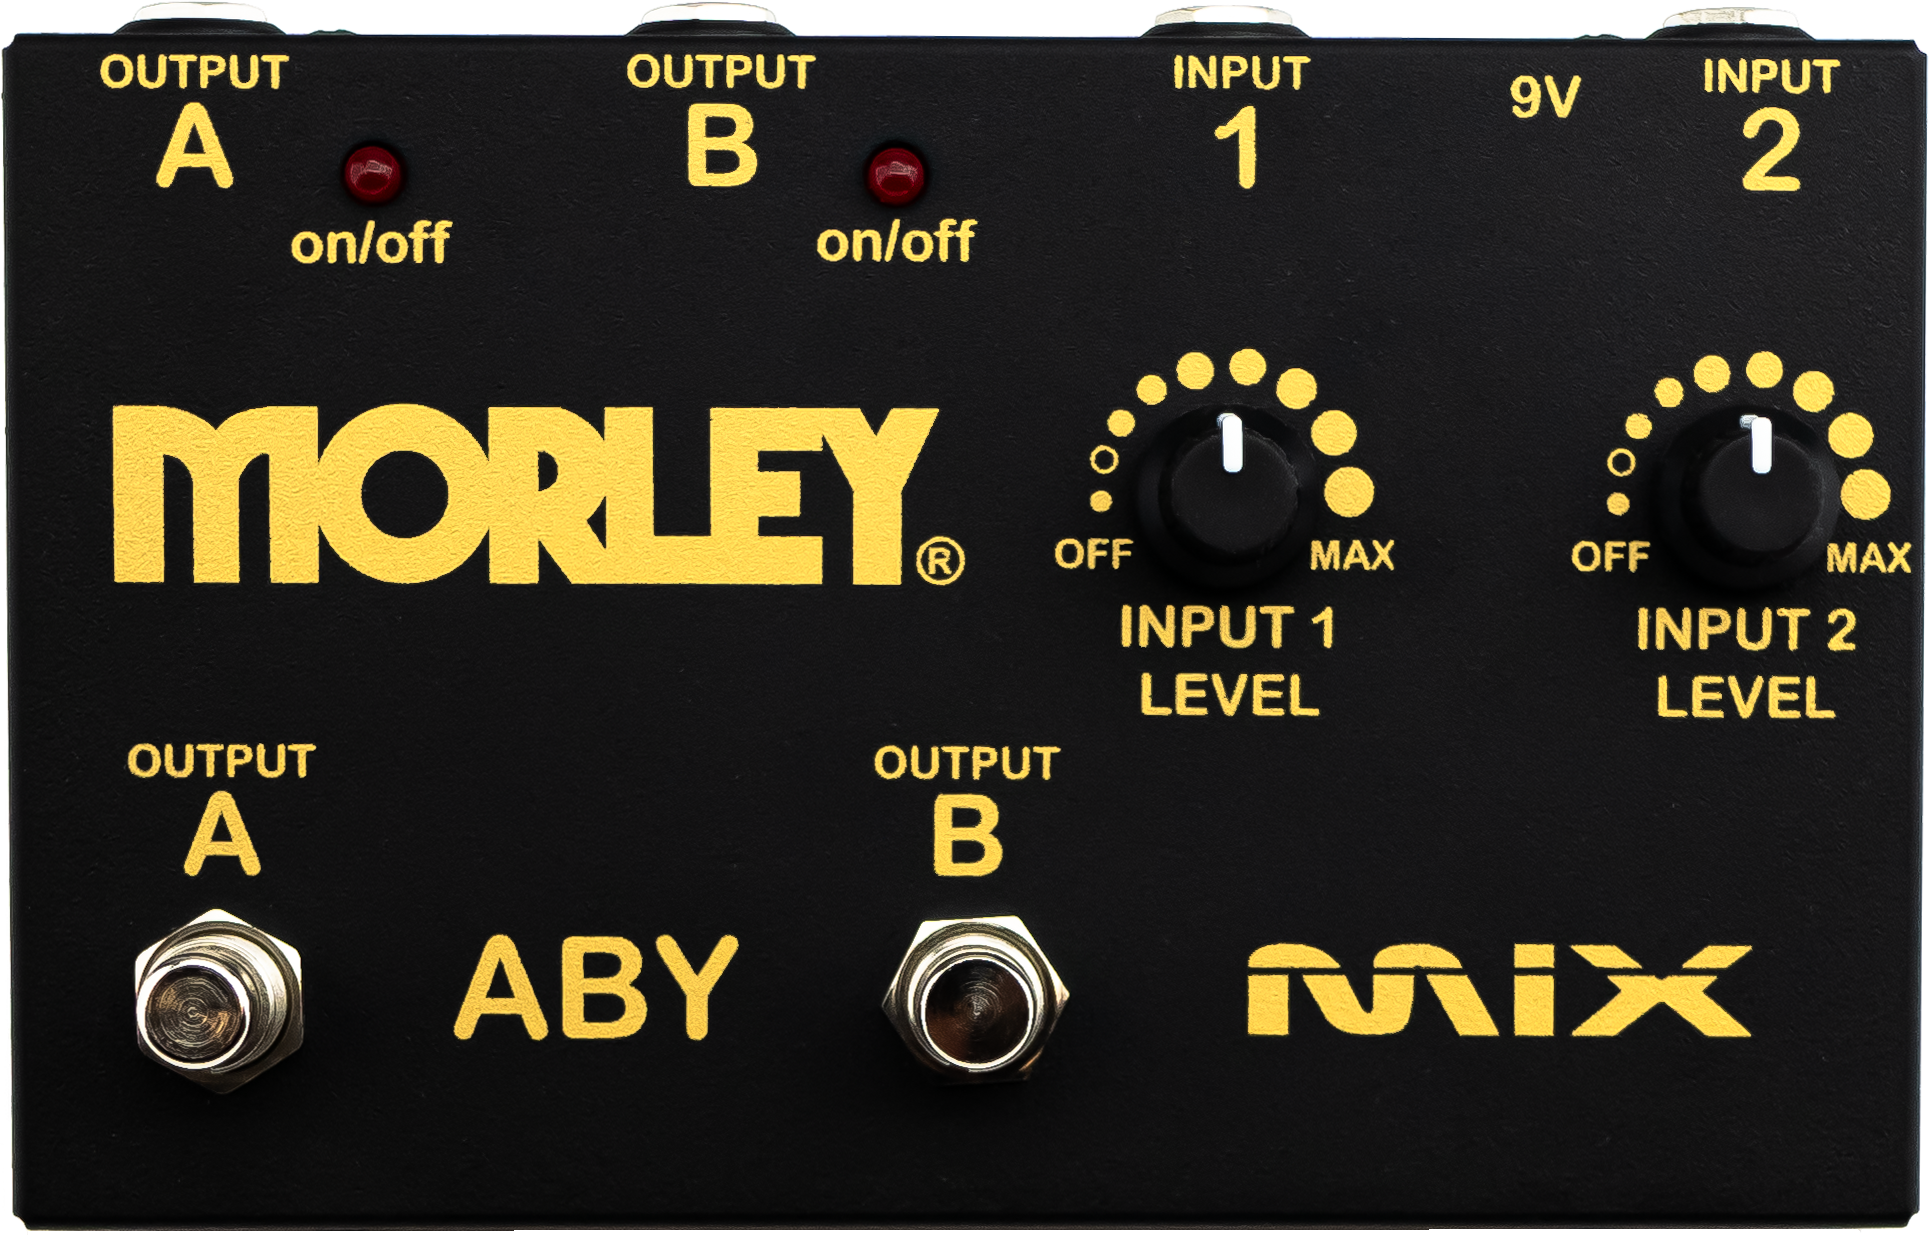 OUTPUT
A
on/off
OUTPUT
B
on/off
INPUT
1
9V
INPUT
2
MORLEY®
OFF
MAX
INPUT 1
LEVEL
OFF
MAX
INPUT 2
LEVEL
OUTPUT
A
ABY
OUTPUT
B
MIX